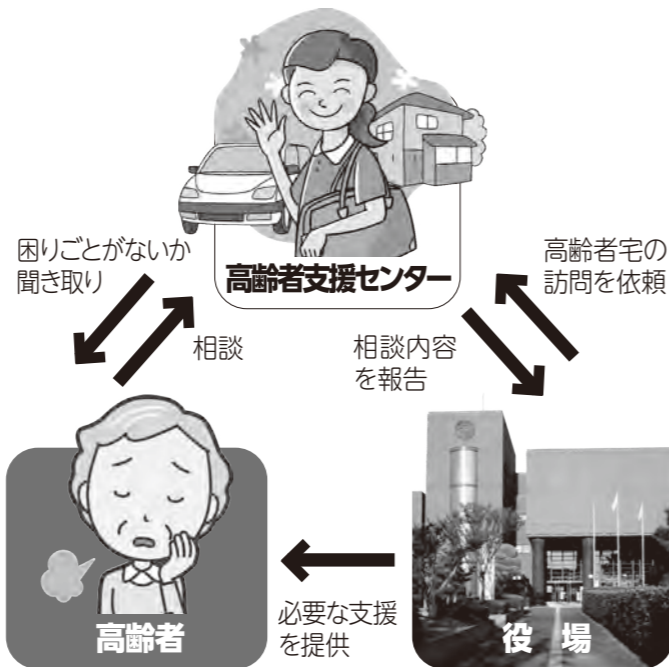 高齢者支援センター
困りごとがないか
聞き取り
相談
相談内容
を報告
高齢者宅の
訪問を依頼
高齢者
必要な支援
を提供
役場